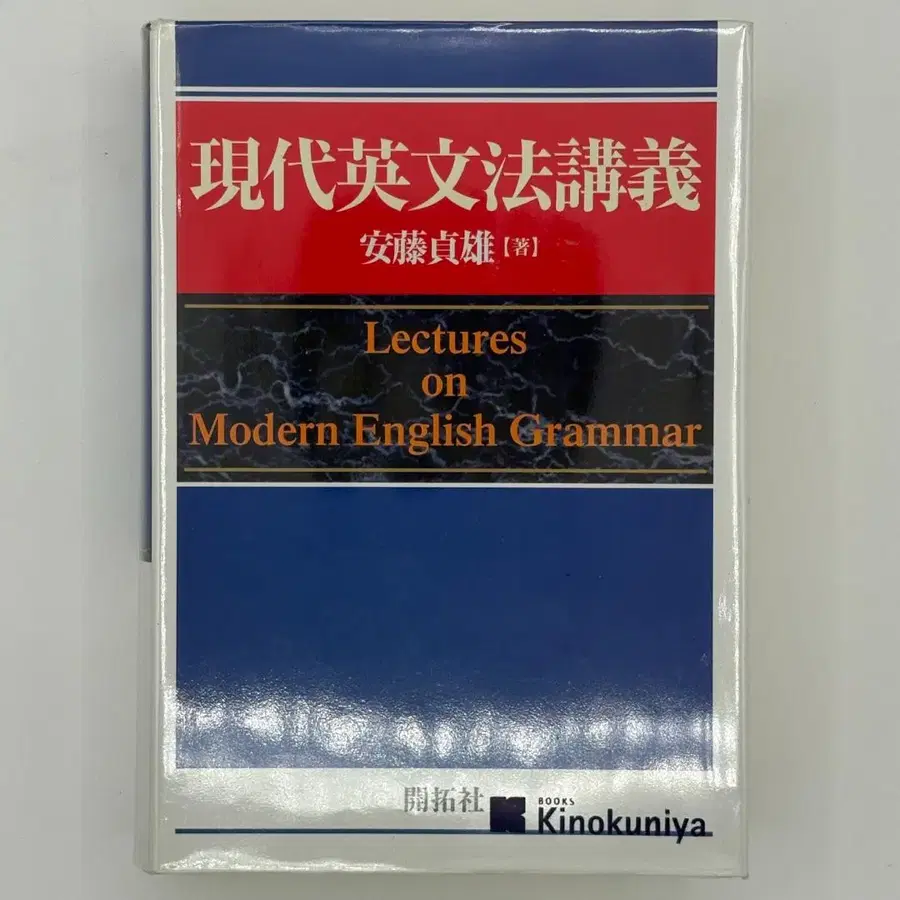 現代英文法講義
安藤貞雄【著】
Lectures
on
Modern English Grammar
開拓社
BOOKS
Kinokuniya